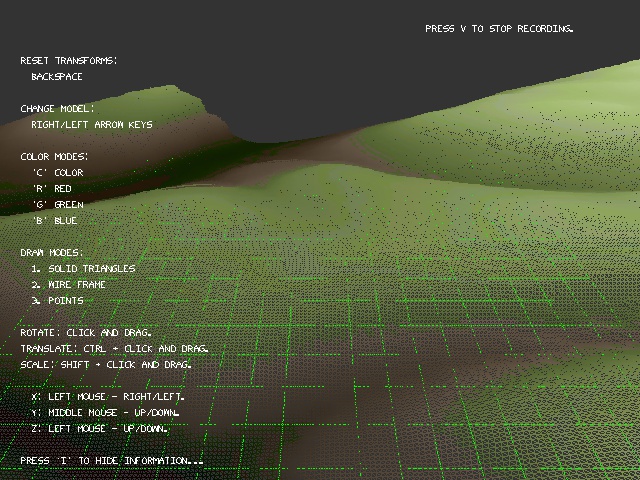 PRESS V TO STOP RECORDING.
RESET TRANSFORMS:
BACKSPACE
CHANGE MODEL:
RIGHT/LEFT ARROW KEYS
COLOR MODES:
'C' COLOR
'R' RED
'G' GREEN
'B' BLUE
DRAW MODES:
1. SOLID TRIANGLES
2. WIRE FRAME
3. POINTS
ROTATE: CLICK AND DRAG.
TRANSLATE: CTRL + CLICK AND DRAG.
SCALE: SHIFT + CLICK AND DRAG.
X: LEFT MOUSE - RIGHT/LEFT.
Y: MIDDLE MOUSE - UP/DOWN.
Z: LEFT MOUSE - UP/DOWN.
PRESS 'I' TO HIDE INFORMATION...